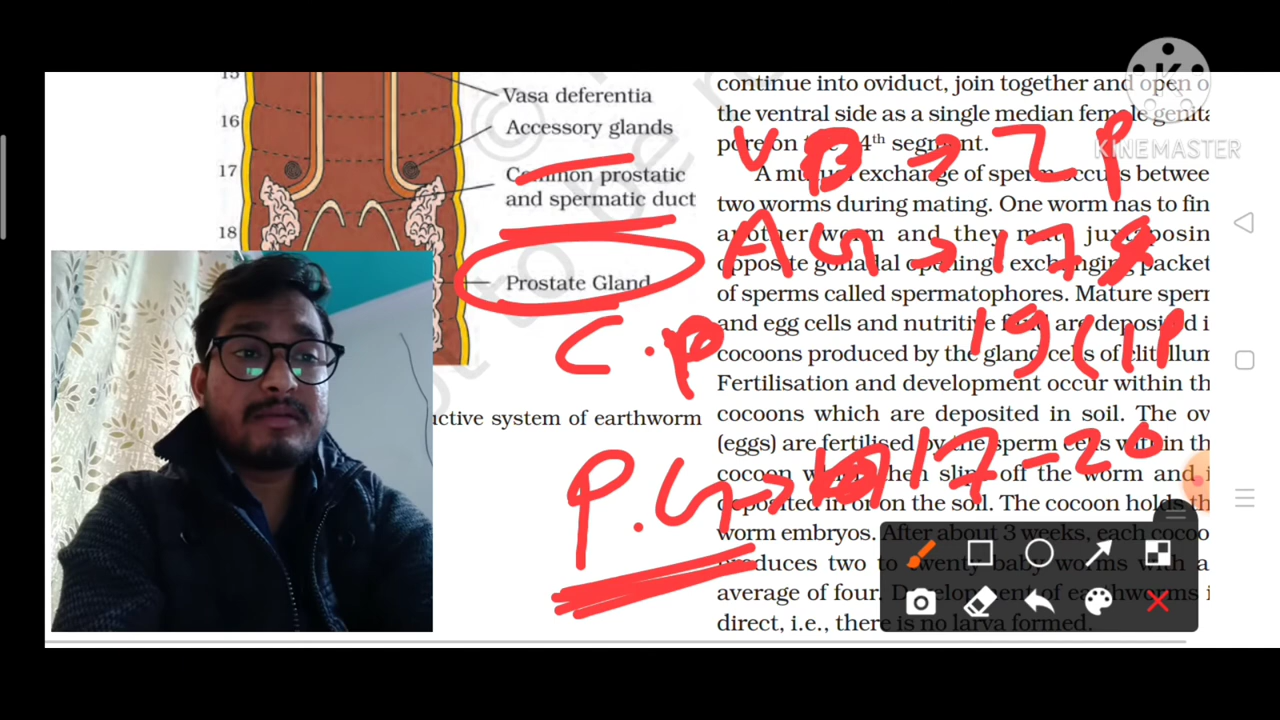 15
Vasa deferentia
16
Accessory glands
17
Common prostatic
and spermatic duct
18
Prostate Gland
uctive system of earthworm
continue into oviduct, join together and open o
the ventral side as a single median female genita
pore on the 14th segment.
A mutual exchange of sperm occurs betwee
two worms during mating. One worm has to fin
another worm and they mate juxtaposin
opposite gonadal openings exchanging packet
of sperms called spermatophores. Mature sperm
and egg cells and nutritive fluid are deposited i
cocoons produced by the gland cells of clitellum
Fertilisation and development occur within th
cocoons which are deposited in soil. The ov
(eggs) are fertilised by the sperm cells within th
cocoon which then slips off the worm and i
deposited in or on the soil. The cocoon holds th
worm embryos. After about 3 weeks, each cocoo
produces two to twenty baby worms with a
average of four. Development of earthworms i
direct, i.e., there is no larva formed.
→ 2 P
A G → 17
19 (1P
C . P
P . G → 17 - 20
KINEMASTER